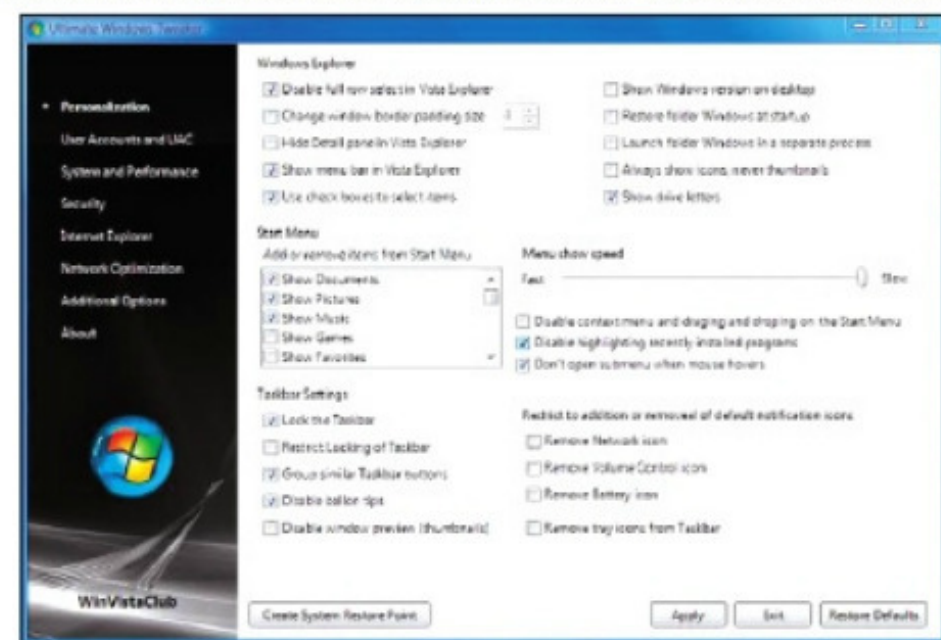 Ultimate Windows Tweaker
Personalization
User Accounts and UAC
System and Performance
Security
Internet Explorer
Network Optimization
Additional Options
About
WinVistaClub
Windows Explorer
Disable full row select in Vista Explorer
Change window border padding size
Hide Detail pane in Vista Explorer
Show menu bar in Vista Explorer
Use check boxes to select items
Show Windows version on desktop
Restore folder Windows at startup
Launch folder Windows in a separate process
Always show icons, never thumbnails
Show drive letters
Start Menu
Add or remove items from Start Menu
Show Documents
Show Pictures
Show Music
Show Games
Show Favorites
Menu show speed
Fast Slow
Disable context menu and draging and droping on the Start Menu
Disable highlighting recently installed programs
Don't open submenu when mouse hovers
Taskbar Settings
Lock the Taskbar
Restrict Locking of Taskbar
Group similar Taskbar buttons
Disable ballon tips
Disable window preview (thumbnails)
Restrict to addition or removeal of default notification icons
Remove Network icon
Remove Volume Control icon
Remove Battery icon
Remove tray icons from Taskbar
Create System Restore Point Apply Exit Restore Defaults